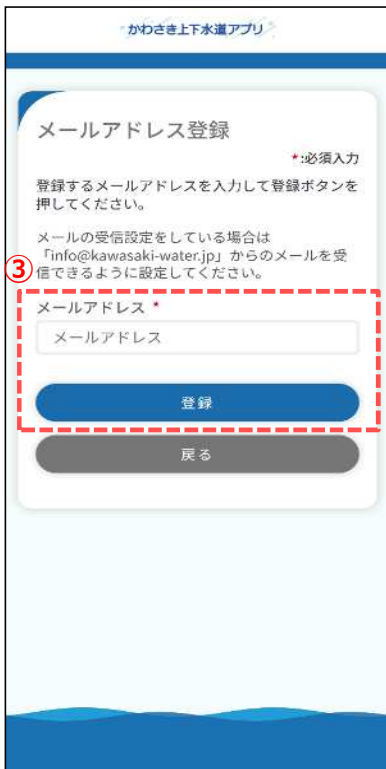 かわさき上下水道アプリ
メールアドレス登録
*:必須入力
登録するメールアドレスを入力して登録ボタンを
押してください。
メールの受信設定をしている場合は
「info@kawasaki-water.jp」からのメールを受
信できるように設定してください。
③
メールアドレス *
メールアドレス
登録
戻る